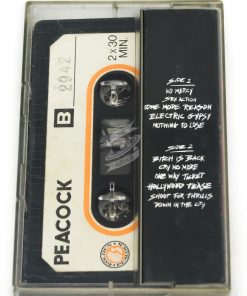 PEACOCK
B 2942
2x30 MIN.
SIDE 1
NO MERCY
SEX ACTION
ONE MORE REASON
ELECTRIC GYPSY
NOTHING TO LOSE
SIDE 2
BITCH IS BACK
CRY NO MORE
ONE WAY TICKET
HOLLYWOOD TEASE
SHOOT FOR THRILLS
DOWN IN THE CITY